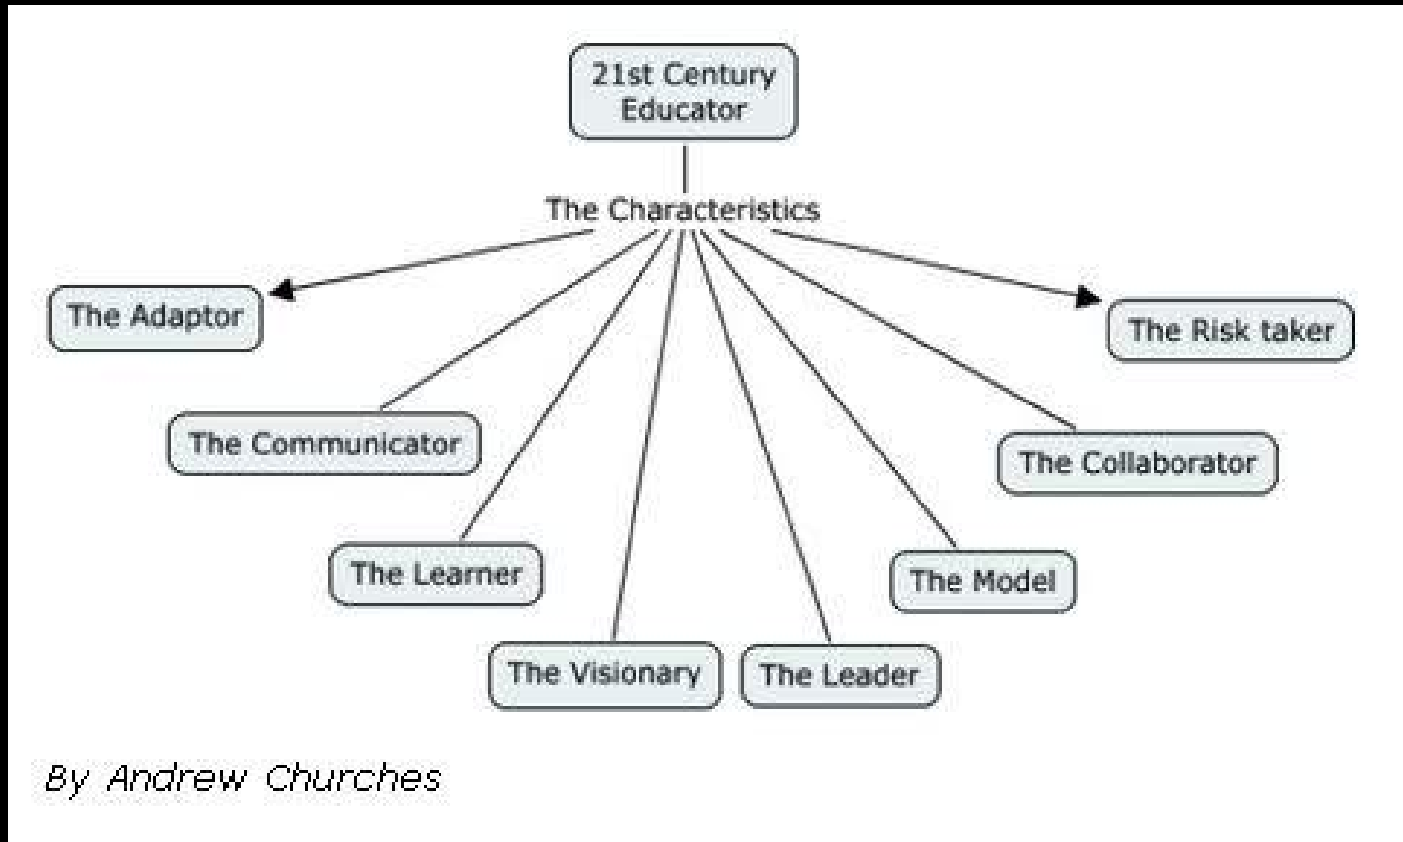 21st Century
Educator
The Characteristics
The Adaptor
The Risk taker
The Communicator
The Collaborator
The Learner
The Model
The Visionary
The Leader
By Andrew Churches